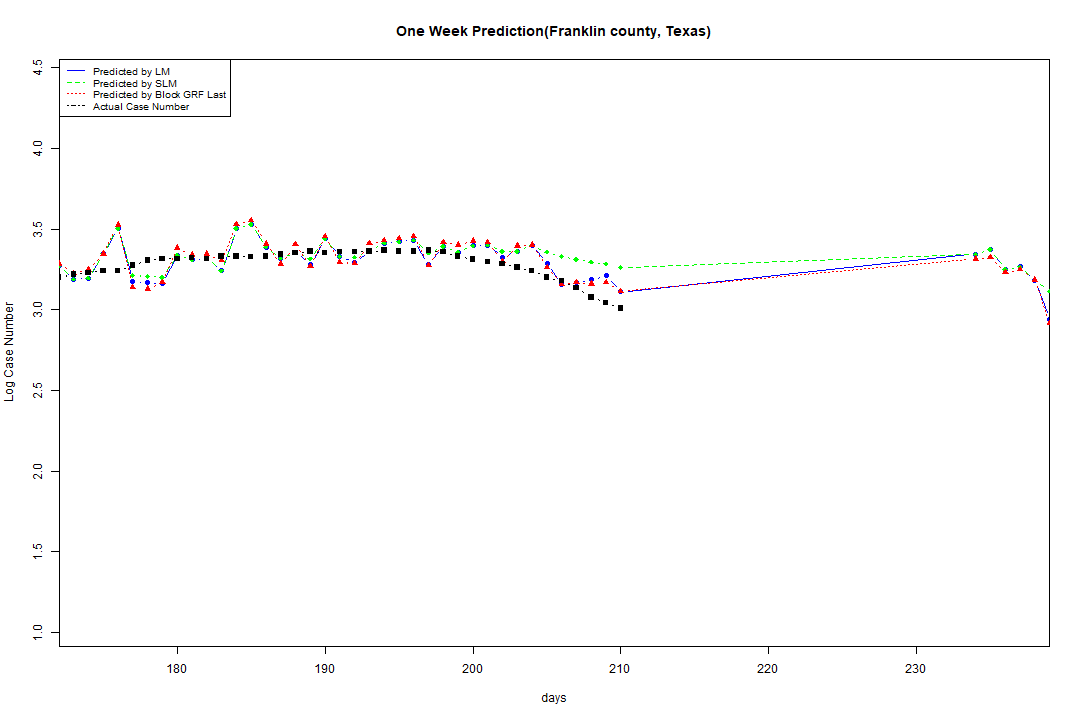 One Week Prediction(Franklin county, Texas)
Predicted by LM
Predicted by SLM
Predicted by Block GRF Last
Actual Case Number
4.5
4.0
3.5
3.0
2.5
2.0
1.5
1.0
Log Case Number
180 190 200 210 220 230
days